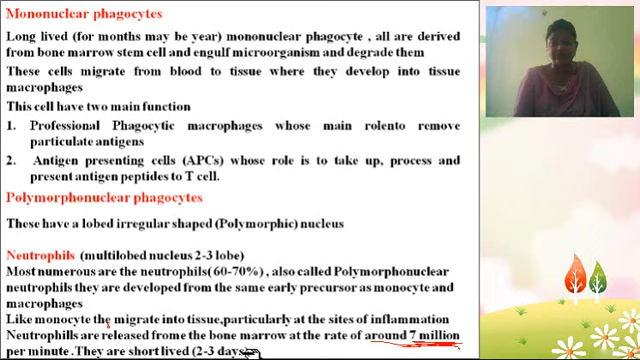 Mononuclear phagocytes
Long lived (for months may be year) mononuclear phagocyte , all are derived
from bone marrow stem cell and engulf microorganism and degrade them
These cells migrate from blood to tissue where they develop into tissue
macrophages
This cell have two main function
1. Professional Phagocytic macrophages whose main rolento remove
particulate antigens
2. Antigen presenting cells (APCs) whose role is to take up, process and
present antigen peptides to T cell.
Polymorphonuclear phagocytes
These have a lobed irregular shaped (Polymorphic) nucleus
Neutrophils (multilobed nucleus 2-3 lobe)
Most numerous are the neutrophils(60-70%) , also called Polymorphonuclear
neutrophils they are developed from the same early precursor as monocyte and
macrophages
Like monocyte the migrate into tissue,particularly at the sites of inflammation
Neutrophills are released frome the bone marrow at the rate of around 7 million
per minute .They are short lived (2-3 days)